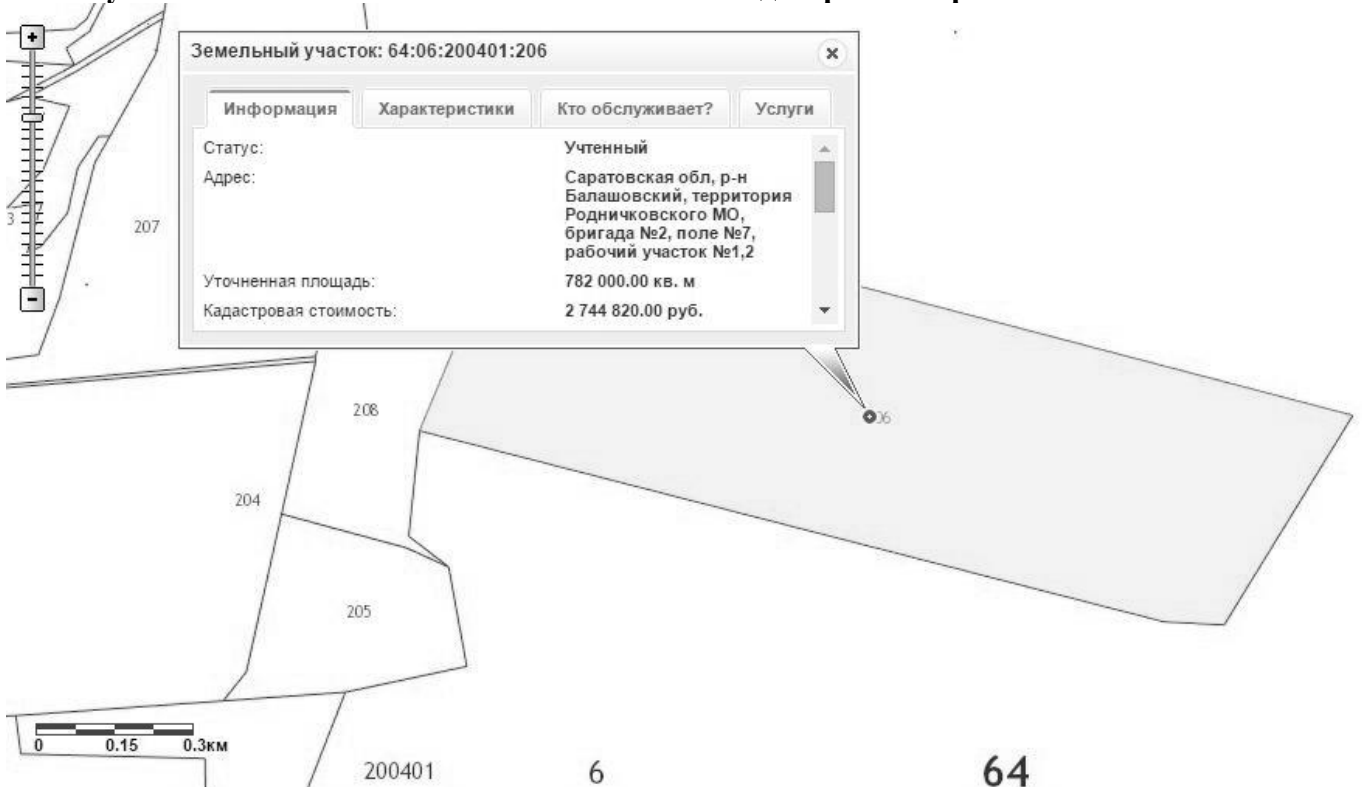 Земельный участок: 64:06:200401:206
Информация Характеристики Кто обслуживает? Услуги
Статус: Учтенный
Адрес: Саратовская обл, р-н
Балашовский, территория
Родничковского МО,
бригада №2, поле №7,
рабочий участок №1,2
Уточненная площадь: 782 000.00 кв. м
Кадастровая стоимость: 2 744 820.00 руб.
207
208
204
205
0 0.15 0.3км
200401 6 64